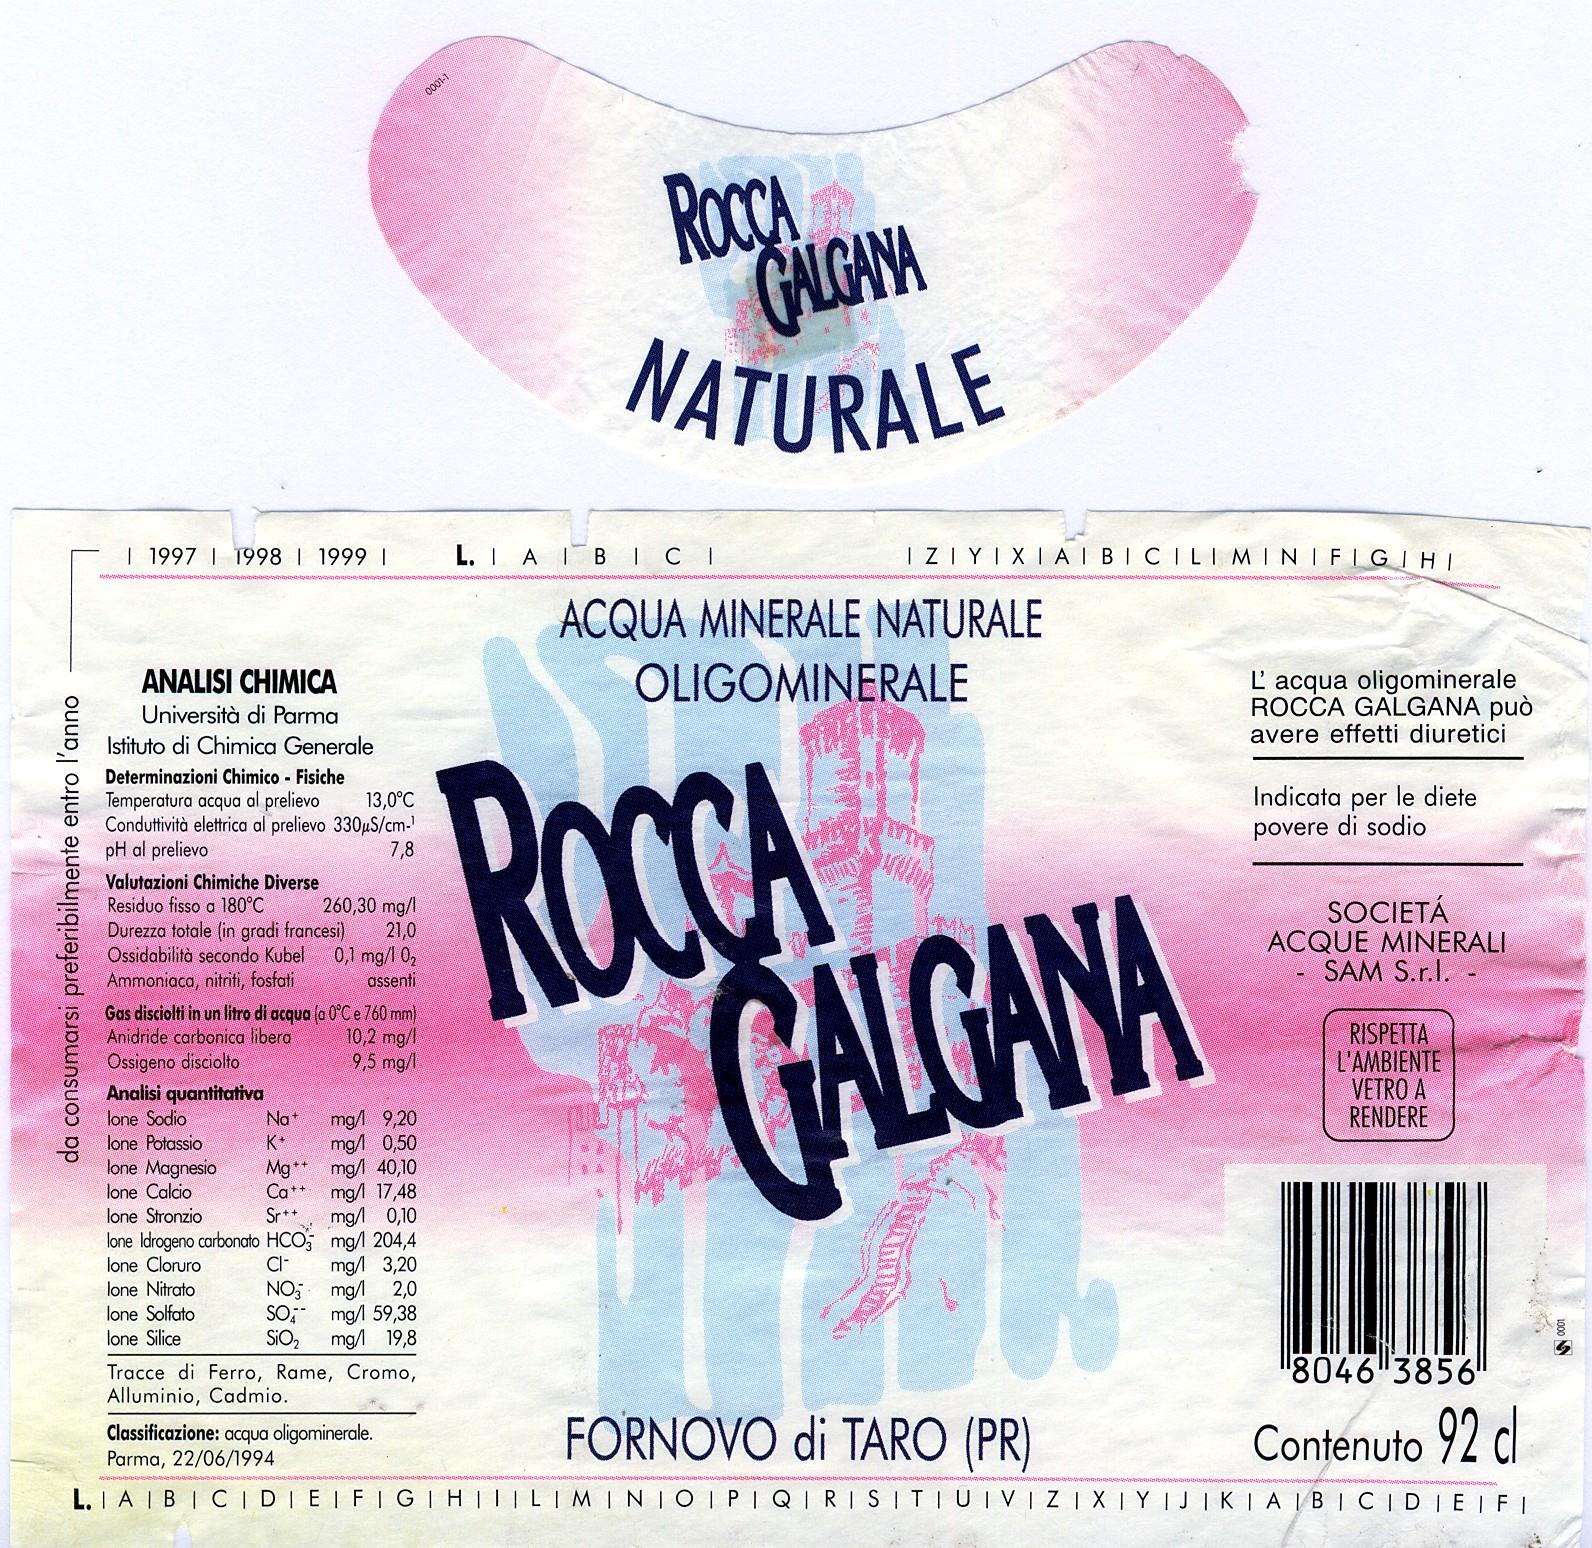 0001-1
ROCCA
GALGANA
NATURALE
| 1997 | 1998 | 1999 | L. | A | B | C | | Z | Y | X | A | B | C | L | M | N | F | G | H |
da consumarsi preferibilmente entro l'anno
ACQUA MINERALE NATURALE
OLIGOMINERALE
ROCCA
GALGANA
FORNOVO di TARO (PR)
ANALISI CHIMICA
Università di Parma
Istituto di Chimica Generale
Determinazioni Chimico - Fisiche
Temperatura acqua al prelievo 13,0°C
Conduttività elettrica al prelievo 330µS/cm-¹
pH al prelievo 7,8
Valutazioni Chimiche Diverse
Residuo fisso a 180°C 260,30 mg/l
Durezza totale (in gradi francesi) 21,0
Ossidabilità secondo Kubel 0,1 mg/l O₂
Ammoniaca, nitriti, fosfati assenti
Gas disciolti in un litro di acqua (a 0°C e 760 mm)
Anidride carbonica libera 10,2 mg/l
Ossigeno disciolto 9,5 mg/l
Analisi quantitativa
Ione Sodio Na⁺ mg/l 9,20
Ione Potassio K⁺ mg/l 0,50
Ione Magnesio Mg⁺⁺ mg/l 40,10
Ione Calcio Ca⁺⁺ mg/l 17,48
Ione Stronzio Sr⁺⁺ mg/l 0,10
Ione Idrogeno carbonato HCO₃⁻ mg/l 204,4
Ione Cloruro Cl⁻ mg/l 3,20
Ione Nitrato NO₃⁻ mg/l 2,0
Ione Solfato SO₄⁻⁻ mg/l 59,38
Ione Silice SiO₂ mg/l 19,8
Tracce di Ferro, Rame, Cromo,
Alluminio, Cadmio.
Classificazione: acqua oligominerale.
Parma, 22/06/1994
L' acqua oligominerale
ROCCA GALGANA può
avere effetti diuretici
Indicata per le diete
povere di sodio
SOCIETÁ
ACQUE MINERALI
- SAM S.r.l. -
RISPETTA
L'AMBIENTE
VETRO A
RENDERE
8046 3856
0001
Contenuto 92 cl
L. | A | B | C | D | E | F | G | H | I | L | M | N | O | P | Q | R | S | T | U | V | Z | X | Y | J | K | A | B | C | D | E | F |